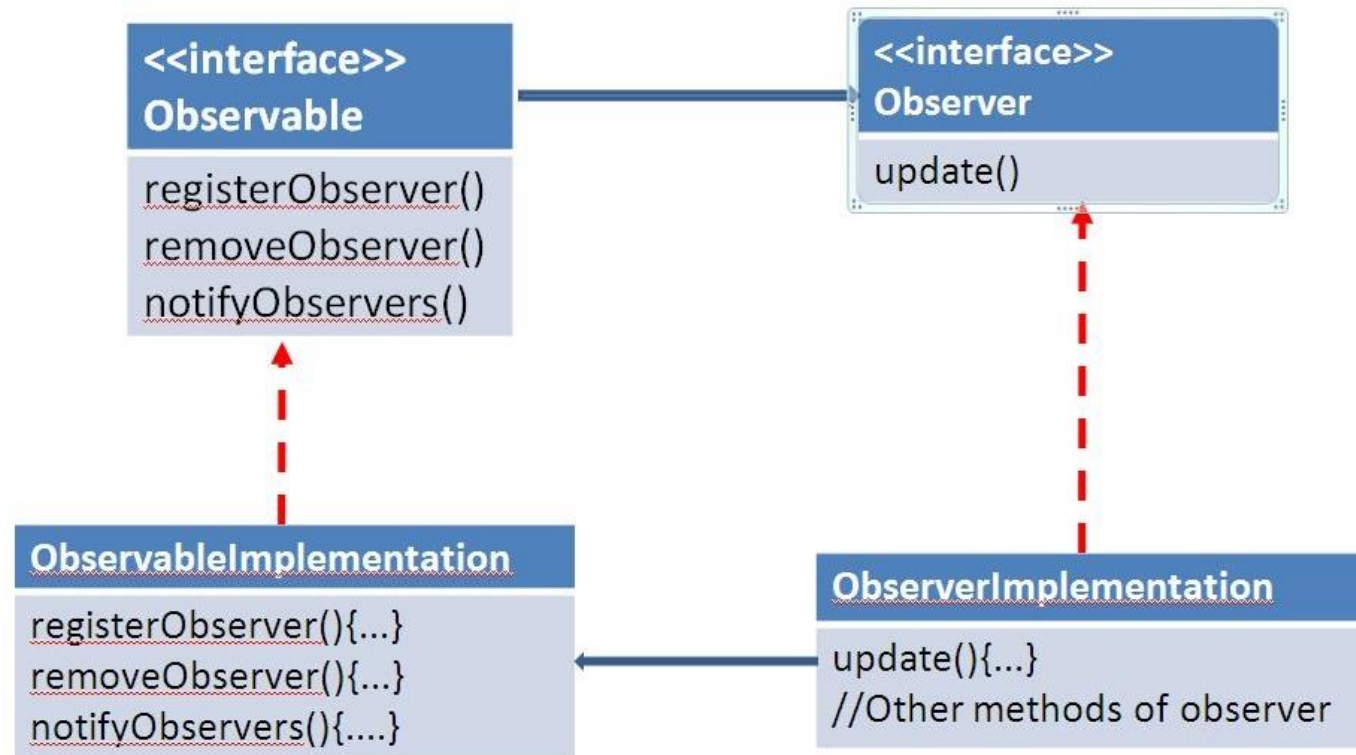 <<interface>>
Observable
registerObserver()
removeObserver()
notifyObservers()
<<interface>>
Observer
update()
ObservableImplementation
registerObserver(){...}
removeObserver(){...}
notifyObservers(){....}
ObserverImplementation
update(){...}
//Other methods of observer